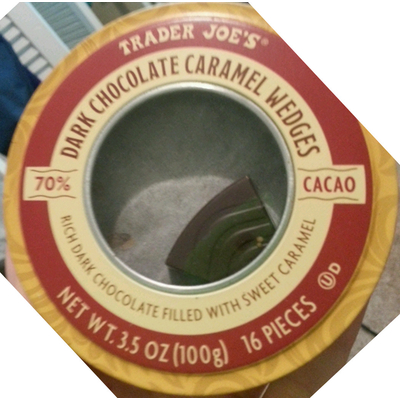 TRADER JOE'S®
DARK CHOCOLATE CARAMEL WEDGES
70% CACAO
RICH DARK CHOCOLATE FILLED WITH SWEET CARAMEL
NET WT. 3.5 OZ (100g) 16 PIECES Ⓤ D